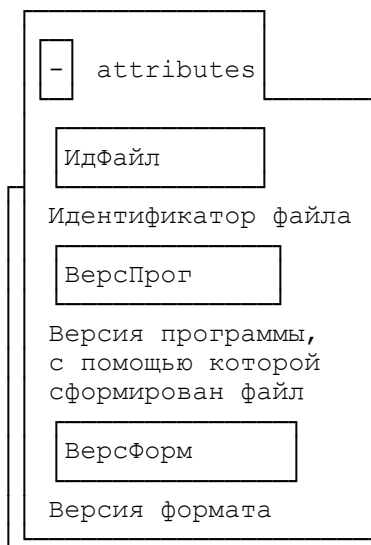 - attributes
ИдФайл
Идентификатор файла
ВерсПрог
Версия программы,
с помощью которой
сформирован файл
ВерсФорм
Версия формата